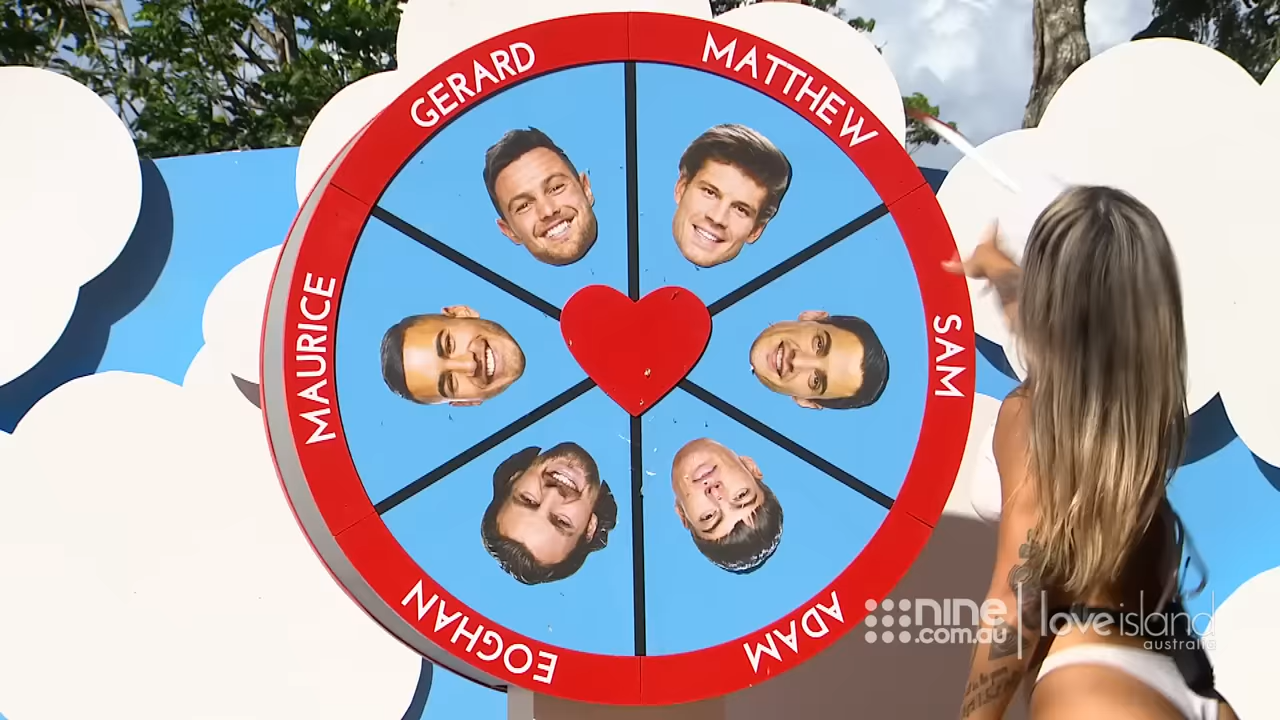 GERARD
MATTHEW
MAURICE
SAM
EOGHAN
ADAM
nine
.com.au
love island
australia